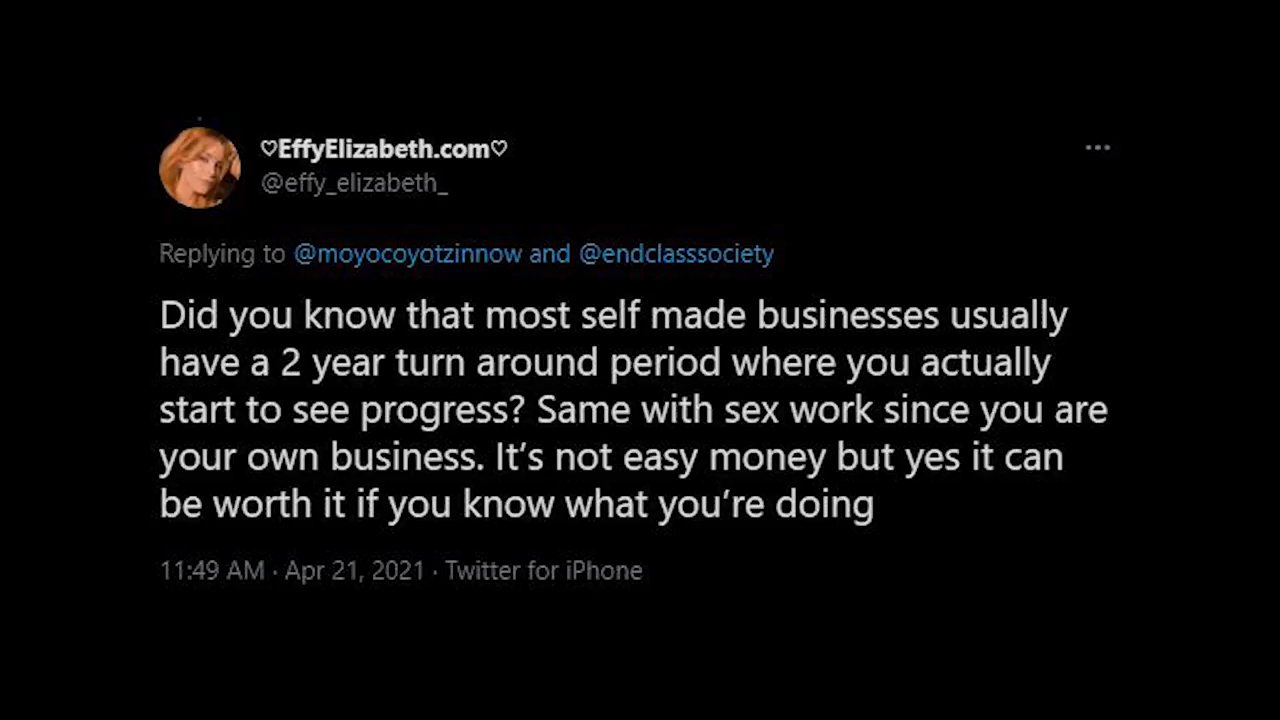 ♡EffyElizabeth.com♡
@effy_elizabeth_
Replying to @moyocoyotzinnow and @endclasssociety
Did you know that most self made businesses usually
have a 2 year turn around period where you actually
start to see progress? Same with sex work since you are
your own business. It’s not easy money but yes it can
be worth it if you know what you’re doing
11:49 AM · Apr 21, 2021 · Twitter for iPhone